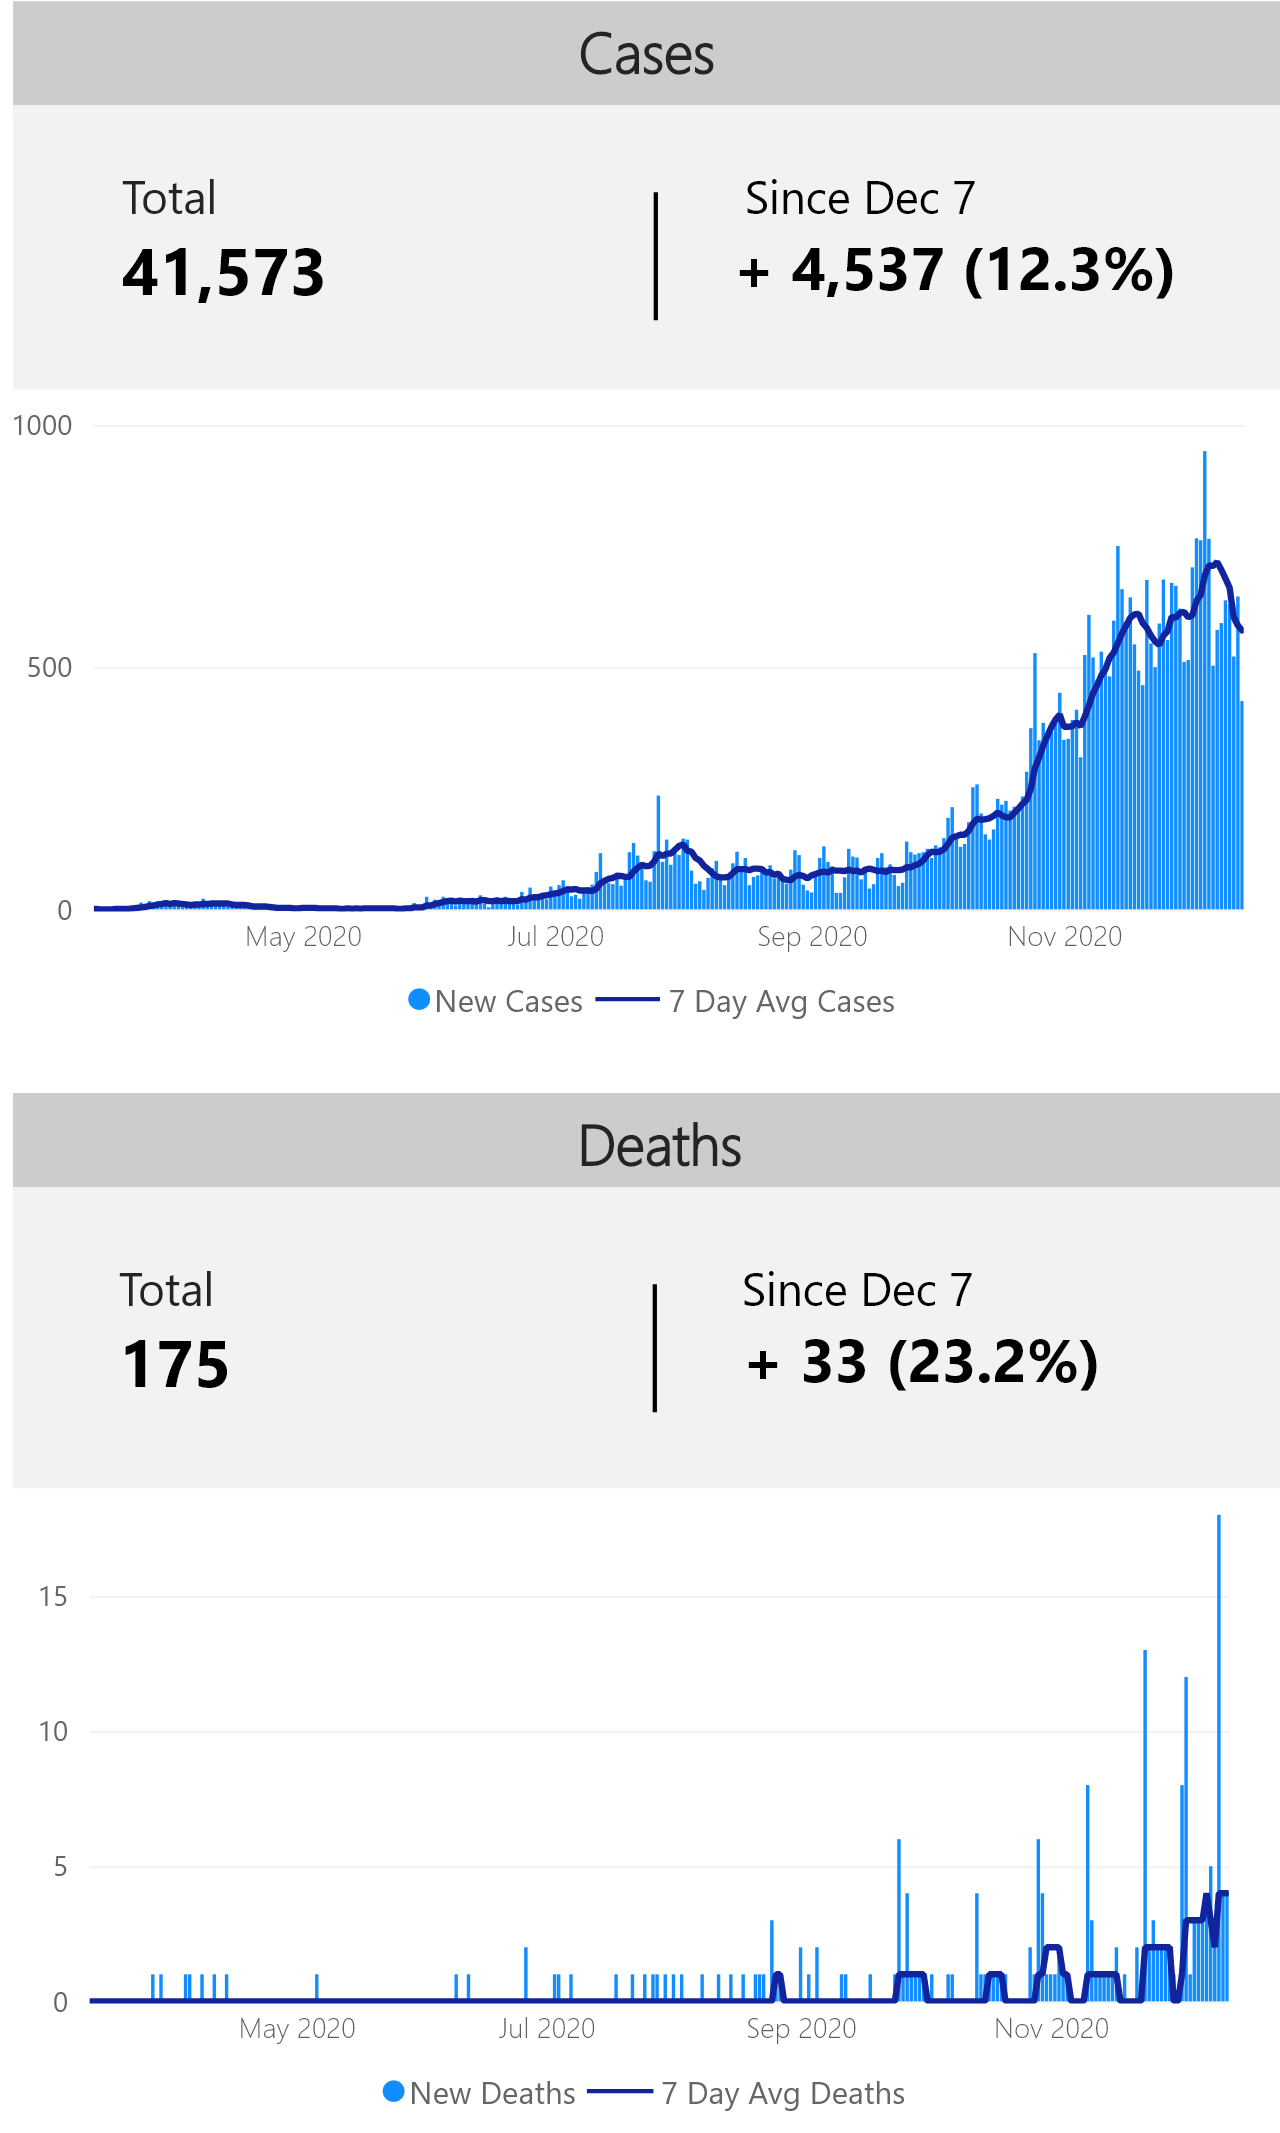 Cases
Total
Since Dec 7
41,573
+ 4,537 (12.3%)
1000
500
0
May 2020
Jul 2020
Sep 2020
Nov 2020
New Cases
7 Day Avg Cases
Deaths
Total
Since Dec 7
175
+ 33 (23.2%)
15
10
5
0
May 2020
Jul 2020
Sep 2020
Nov 2020
New Deaths
7 Day Avg Deaths